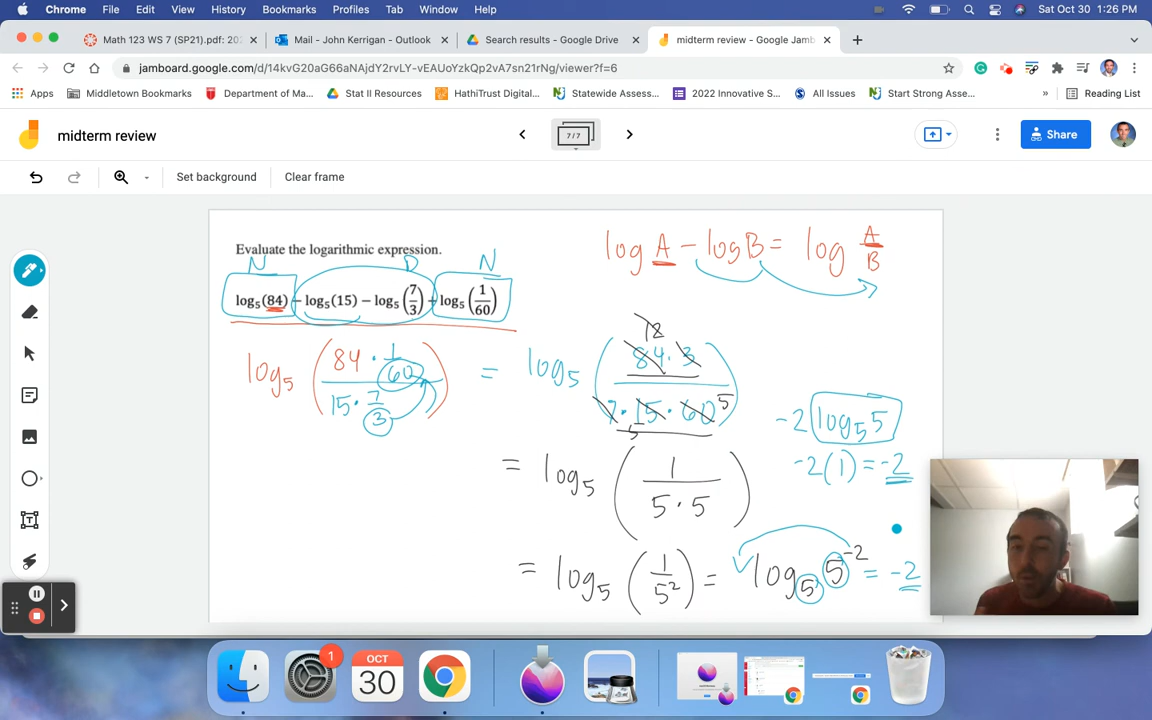 Chrome File Edit View History Bookmarks Profiles Tab Window Help Sat Oct 30 1:26 PM
Math 123 WS 7 (SP21).pdf: 202 Mail - John Kerrigan - Outlook Search results - Google Drive midterm review - Google Jamb
jamboard.google.com/d/14kvG20aG66aNAjdY2rvLY-vEAUoYzkQp2vA7sn21rNg/viewer?f=6
Apps Middletown Bookmarks Department of Ma... Stat II Resources HathiTrust Digital... Statewide Assess... 2022 Innovative S... All Issues Start Strong Asse... » Reading List
midterm review 7/7 Share
Set background Clear frame
Evaluate the logarithmic expression.
N D N
log₅(84) − log₅(15) − log₅(7/3) + log₅(1/60)
log A − log B = log A/B
log₅ (84 · 1/60 / 15 · 7/3) = log₅ (84 · 3 / 7 · 15 · 60)
12
5 5
= log₅ (1 / 5 · 5)
-2 log₅ 5
-2(1) = -2
= log₅ (1/5²) = log₅ 5⁻² = -2
1
OCT
30